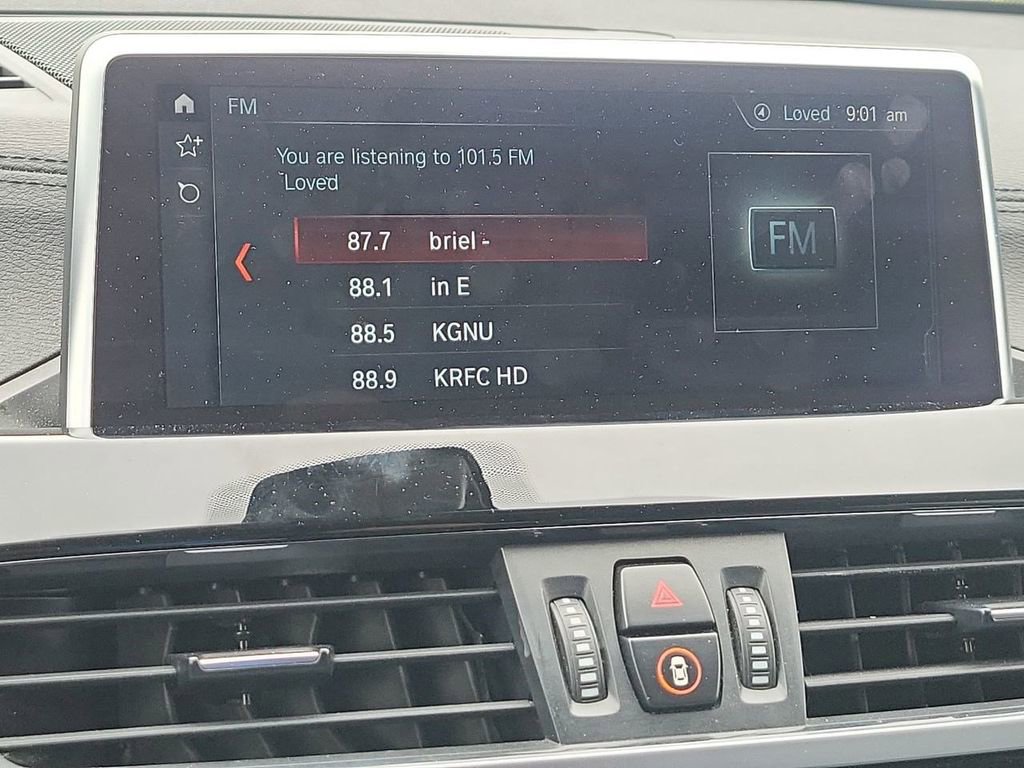 FM
Loved 9:01 am
You are listening to 101.5 FM
Loved
87.7 briel -
88.1 in E
88.5 KGNU
88.9 KRFC HD
FM